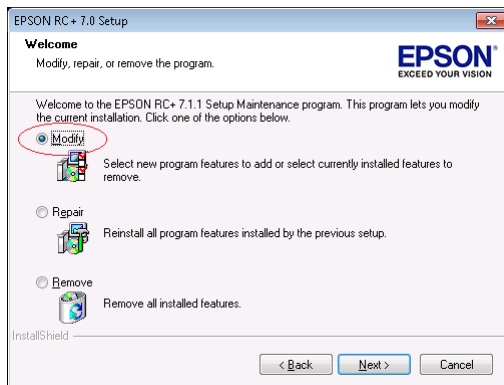 EPSON RC+ 7.0 Setup
Welcome
Modify, repair, or remove the program.
EPSON®
EXCEED YOUR VISION
Welcome to the EPSON RC+ 7.1.1 Setup Maintenance program. This program lets you modify
the current installation. Click one of the options below.
Modify
Select new program features to add or select currently installed features to
remove.
Repair
Reinstall all program features installed by the previous setup.
Remove
Remove all installed features.
InstallShield
< Back
Next >
Cancel